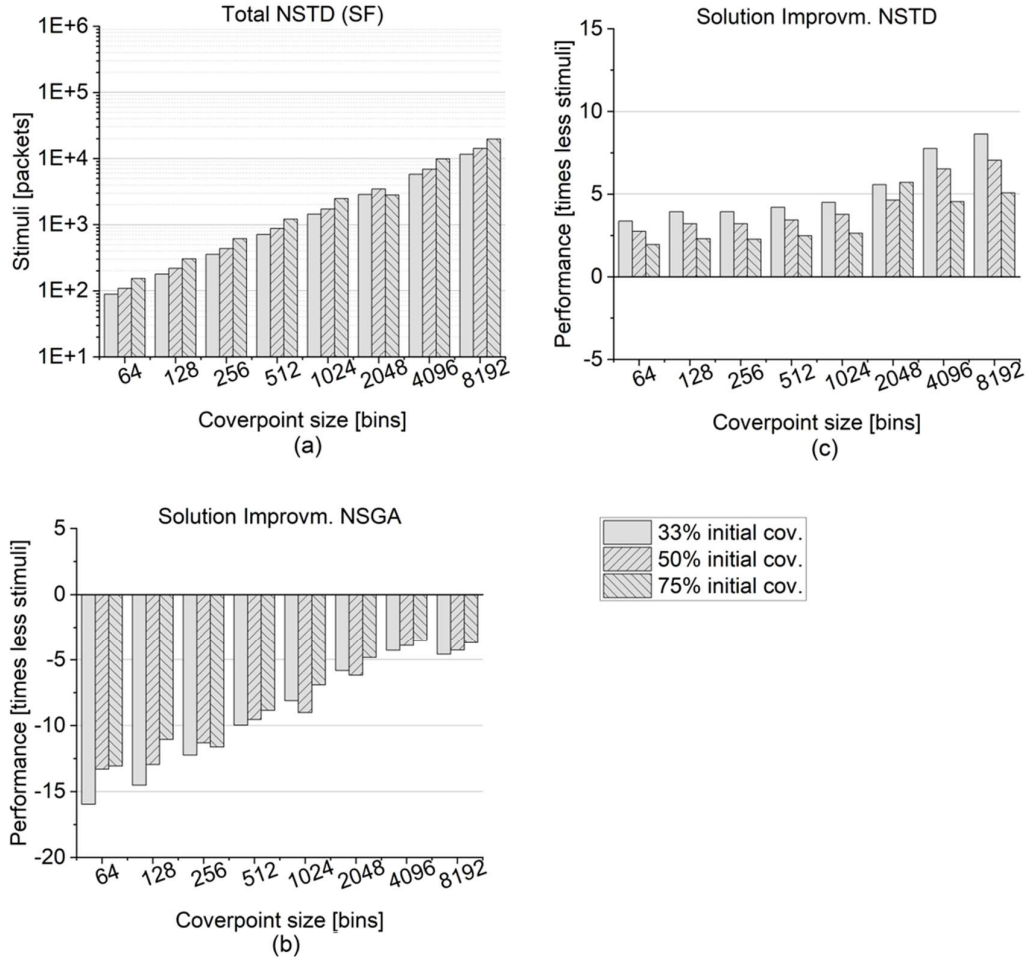 Total NSTD (SF)
1E+6
1E+5
1E+4
1E+3
1E+2
1E+1
Stimuli [packets]
64 128 256 512 1024 2048 4096 8192
Coverpoint size [bins]
(a)
Solution Improvm. NSTD
15
10
5
0
-5
Performance [times less stimuli]
64 128 256 512 1024 2048 4096 8192
Coverpoint size [bins]
(c)
Solution Improvm. NSGA
5
0
-5
-10
-15
-20
Performance [times less stimuli]
64 128 256 512 1024 2048 4096 8192
Coverpoint size [bins]
(b)
33% initial cov.
50% initial cov.
75% initial cov.